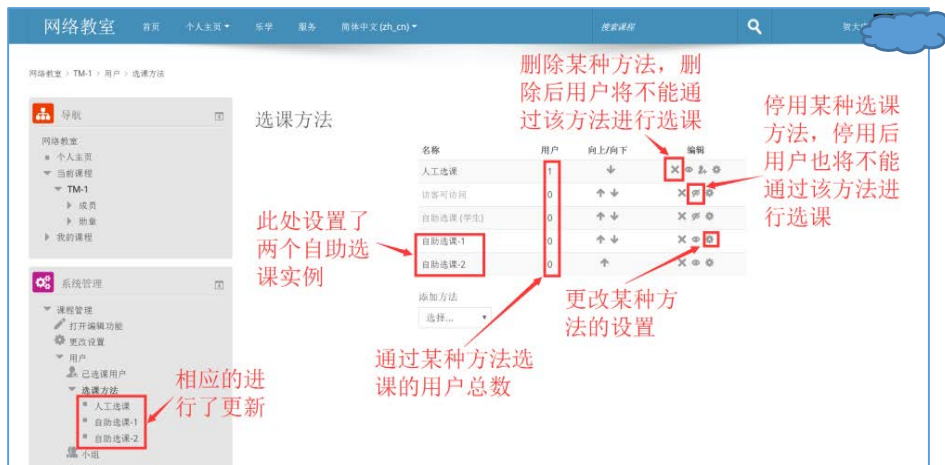 网络教室 首页 个人主页 乐学 服务 简体中文 (zh_cn) 搜索课程
网络教室 > TM-1 > 用户 > 选课方法
导航
网络教室
个人主页
当前课程
TM-1
成员
勋章
我的课程
系统管理
课程管理
打开编辑功能
更改设置
用户
已选课用户
选课方法
人工选课
自助选课-1
自助选课-2
小组
选课方法
名称 用户 向上/向下 编辑
人工选课 1
访客可访问 0
自助选课 (学生) 0
自助选课-1 0
自助选课-2 0
添加方法
选择...
删除某种方法，删
除后用户将不能通
过该方法进行选课
停用某种选课
方法，停用后
用户也将不能
通过该方法进
行选课
此处设置了
两个自助选
课实例
更改某种方
法的设置
通过某种方法选
课的用户总数
相应的进
行了更新